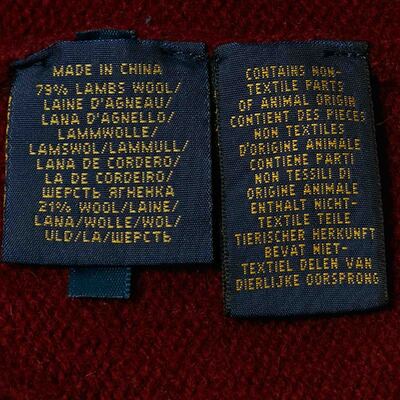 MADE IN CHINA
79% LAMBS WOOL/
LAINE D'AGNEAU/
LANA D'AGNELLO/
LAMMWOLLE/
LAMSWOL/LAMMULL/
LANA DE CORDERO/
LA DE CORDEIRO/
ШЕРСТЬ ЯГНЕНКА
21% WOOL/LAINE/
LANA/WOLLE/WOL/
ULD/LA/ШЕРСТЬ
CONTAINS NON-
TEXTILE PARTS
OF ANIMAL ORIGIN
CONTIENT DES PIECES
NON TEXTILES
D'ORIGINE ANIMALE
CONTIENE PARTI
NON TESSILI DI
ORIGINE ANIMALE
ENTHALT NICHT-
TEXTILE TEILE
TIERISCHER HERKUNFT
BEVAT NIET-
TEXTIEL DELEN VAN
DIERLIJKE OORSPRONG